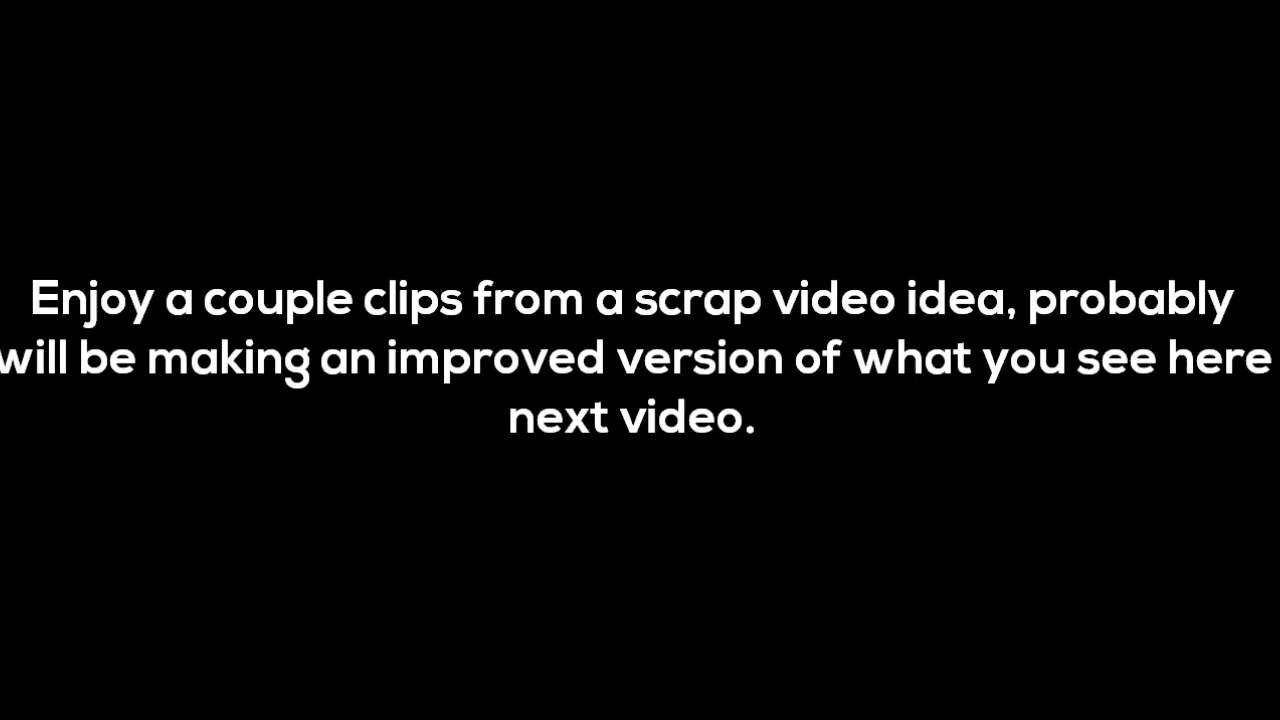 Enjoy a couple clips from a scrap video idea, probably
will be making an improved version of what you see here
next video.